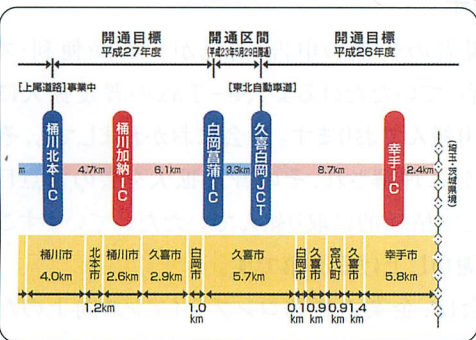 開通目標
平成27年度
開通区間
(平成23年5月29日開通)
開通目標
平成26年度
[上尾道路]事業中
[東北自動車道]
桶川北本IC
桶川加納IC
白岡菖蒲IC
久喜白岡JCT
幸手IC
(埼玉・茨城県境)
m
4.7km
6.1km
3.3km
8.7km
2.4km
桶川市
4.0km
北本市
1.2km
桶川市
2.6km
久喜市
2.9km
白岡市
1.0
km
久喜市
5.7km
白岡市
0.1
km
久喜市
0.9
km
宮代町
0.9
km
久喜市
1.4
km
幸手市
5.8km